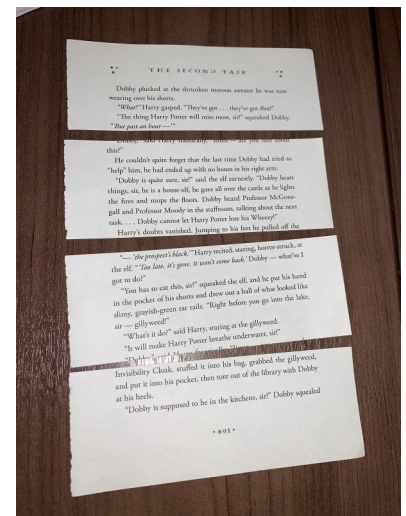 THE SECOND TASK
Dobby plucked at the shrunken maroon sweater he was now
wearing over his shorts.
"What?" Harry gasped. "They've got . . . they've got Ron?"
"The thing Harry Potter will miss most, sir!" squeaked Dobby.
"'But past an hour —'"
this?"
He couldn't quite forget that the last time Dobby had tried to
"help" him, he had ended up with no bones in his right arm.
"Dobby is quite sure, sir!" said the elf earnestly. "Dobby hears
things, sir, he is a house-elf, he goes all over the castle as he lights
the fires and mops the floors. Dobby heard Professor McGona-
gall and Professor Moody in the staffroom, talking about the next
task. . . . Dobby cannot let Harry Potter lose his Wheezy!"
Harry's doubts vanished. Jumping to his feet he pulled off the
"— 'the prospect's black,'" Harry recited, staring, horror-struck, at
the elf. "'Too late, it's gone, it won't come back.' Dobby — what've I
got to do?"
"You has to eat this, sir!" squeaked the elf, and he put his hand
in the pocket of his shorts and drew out a ball of what looked like
slimy, grayish-green rat tails. "Right before you go into the lake,
sir — gillyweed!"
"What's it do?" said Harry, staring at the gillyweed.
"It will make Harry Potter breathe underwater, sir!"
Invisibility Cloak, stuffed it into his bag, grabbed the gillyweed,
and put it into his pocket, then tore out of the library with Dobby
at his heels.
"Dobby is supposed to be in the kitchens, sir!" Dobby squealed